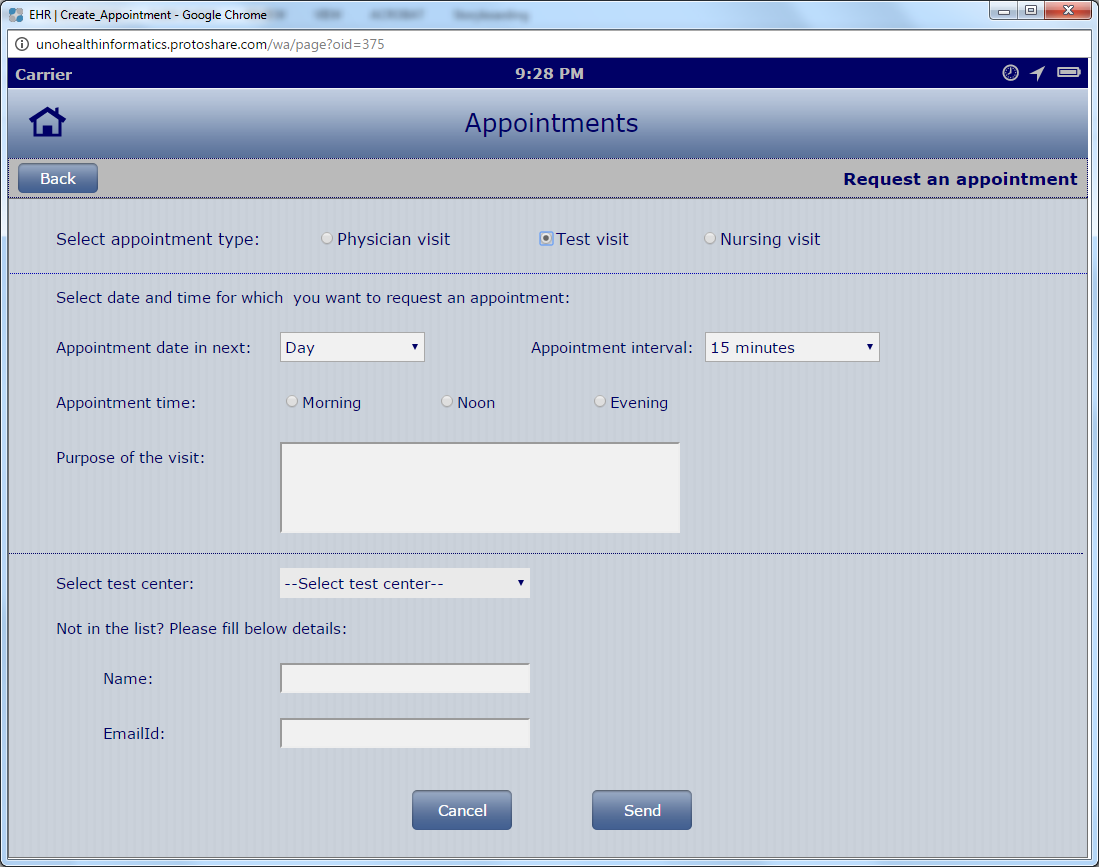 EHR | Create_Appointment - Google Chrome
unohealthinformatics.protoshare.com/wa/page?oid=375
Carrier 9:28 PM
Appointments
Back Request an appointment
Select appointment type: Physician visit Test visit Nursing visit
Select date and time for which  you want to request an appointment:
Appointment date in next: Day Appointment interval: 15 minutes
Appointment time: Morning Noon Evening
Purpose of the visit:
Select test center: --Select test center--
Not in the list? Please fill below details:
Name:
EmailId:
Cancel Send